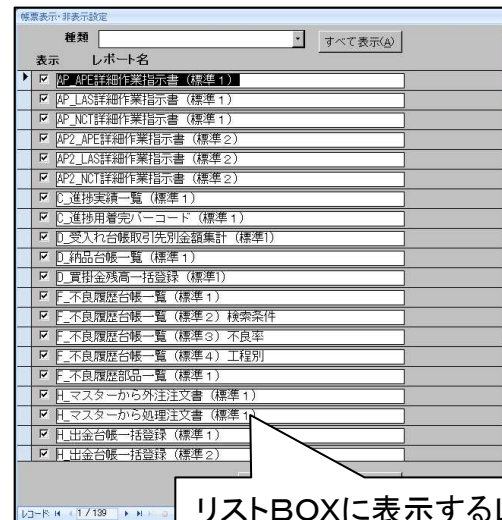 帳票表示・非表示設定
種類
すべて表示(A)
表示 レポート名
AP_APE詳細作業指示書（標準１）
AP_LAS詳細作業指示書（標準１）
AP_NCT詳細作業指示書（標準１）
AP2_APE詳細作業指示書（標準２）
AP2_LAS詳細作業指示書（標準２）
AP2_NCT詳細作業指示書（標準２）
C_進捗実績一覧（標準１）
C_進捗用着完バーコード（標準１）
D_受入れ台帳取引先別金額集計（標準1）
D_納品台帳一覧（標準１）
D_買掛金残高一括登録（標準1）
F_不良履歴台帳一覧（標準１）
F_不良履歴台帳一覧（標準２）検索条件
F_不良履歴台帳一覧（標準３）不良率
F_不良履歴台帳一覧（標準４）工程別
F_不良履歴部品一覧（標準１）
H_マスターから外注注文書（標準１）
H_マスターから処理注文書（標準１）
H_出金台帳一括登録（標準１）
H_出金台帳一括登録（標準２）
リストBOXに表示する
レコード: 1 / 139